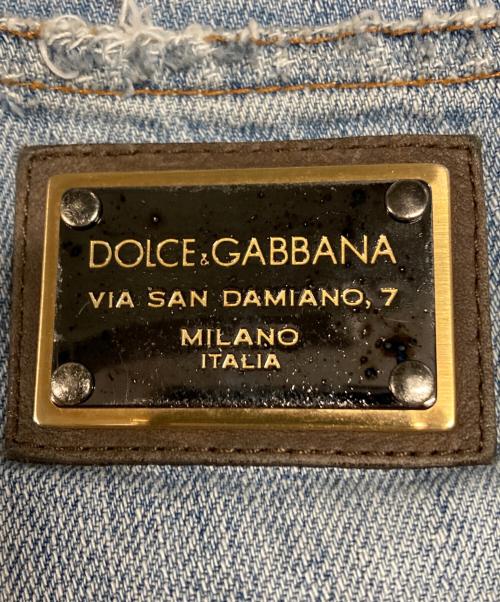 DOLCE&GABBANA
VIA SAN DAMIANO, 7
MILANO
ITALIA